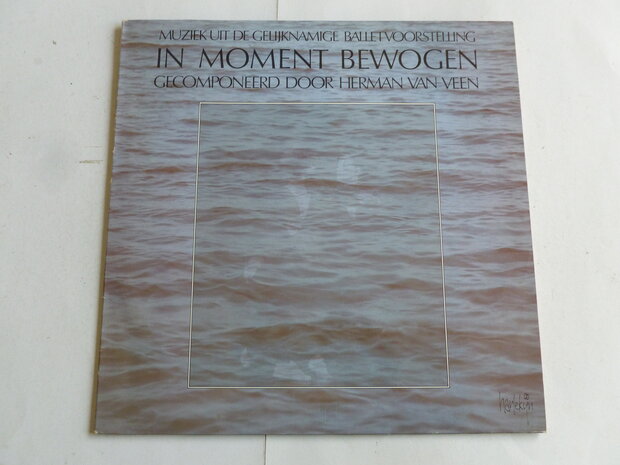 MUZIEK UIT DE GELIJKNAMIGE BALLETVOORSTELLING
IN MOMENT BEWOGEN
GECOMPONEERD DOOR HERMAN VAN VEEN